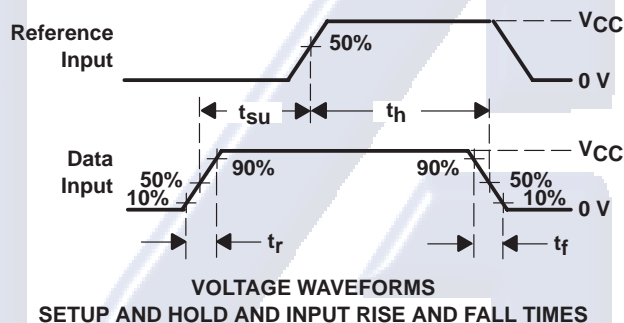 Reference
Input
50%
VCC
0 V
tsu
th
Data
Input
50%
10%
90%
90%
50%
10%
VCC
0 V
tr
tf
VOLTAGE WAVEFORMS
SETUP AND HOLD AND INPUT RISE AND FALL TIMES